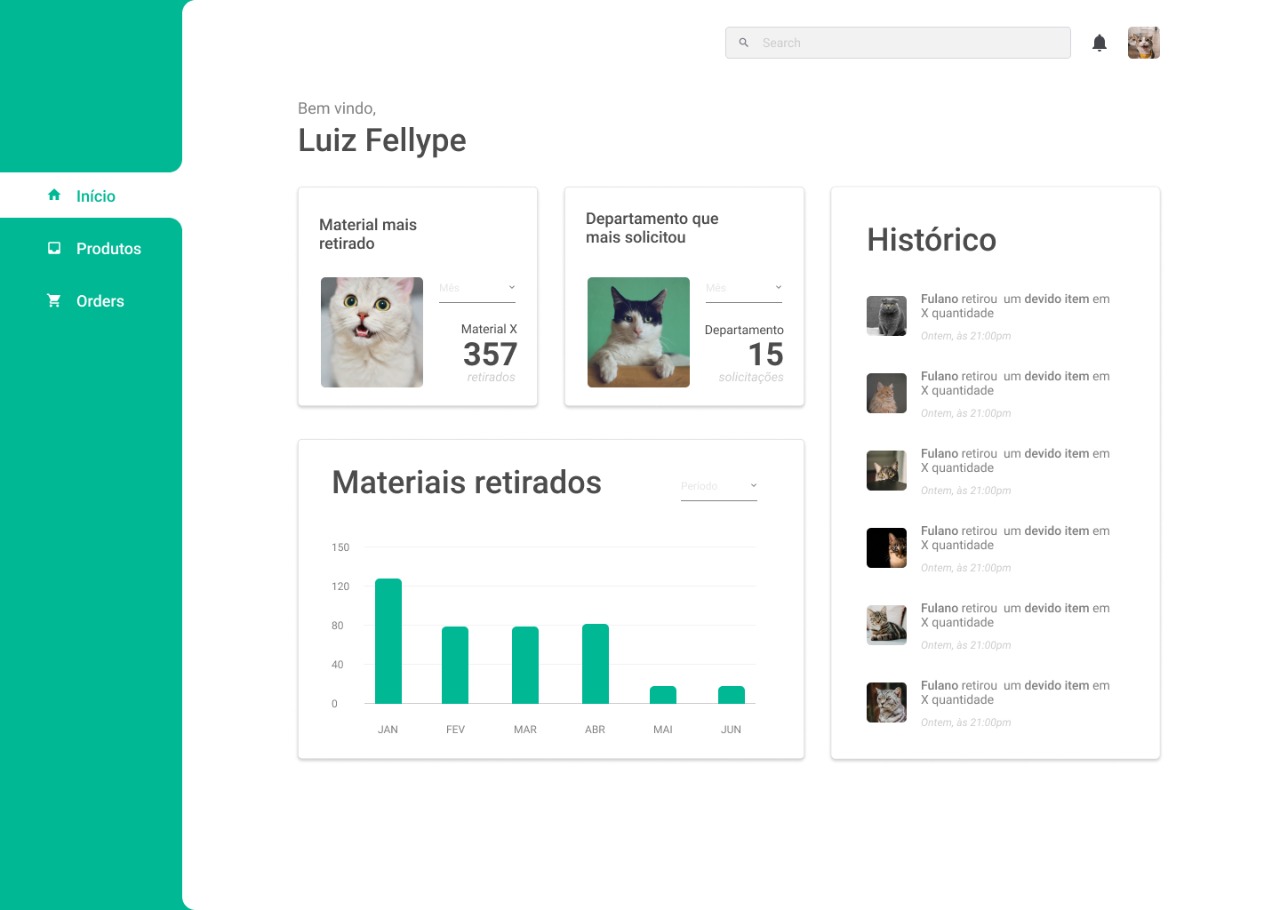 Search
Bem vindo,
Luiz Fellype
Início
Produtos
Orders
Material mais
retirado
Mês
Material X
357
retirados
Departamento que
mais solicitou
Mês
Departamento
15
solicitações
Materiais retirados
Período
150
120
80
40
0
JAN FEV MAR ABR MAI JUN
Histórico
Fulano retirou um devido item em
X quantidade
Ontem, às 21:00pm
Fulano retirou um devido item em
X quantidade
Ontem, às 21:00pm
Fulano retirou um devido item em
X quantidade
Ontem, às 21:00pm
Fulano retirou um devido item em
X quantidade
Ontem, às 21:00pm
Fulano retirou um devido item em
X quantidade
Ontem, às 21:00pm
Fulano retirou um devido item em
X quantidade
Ontem, às 21:00pm